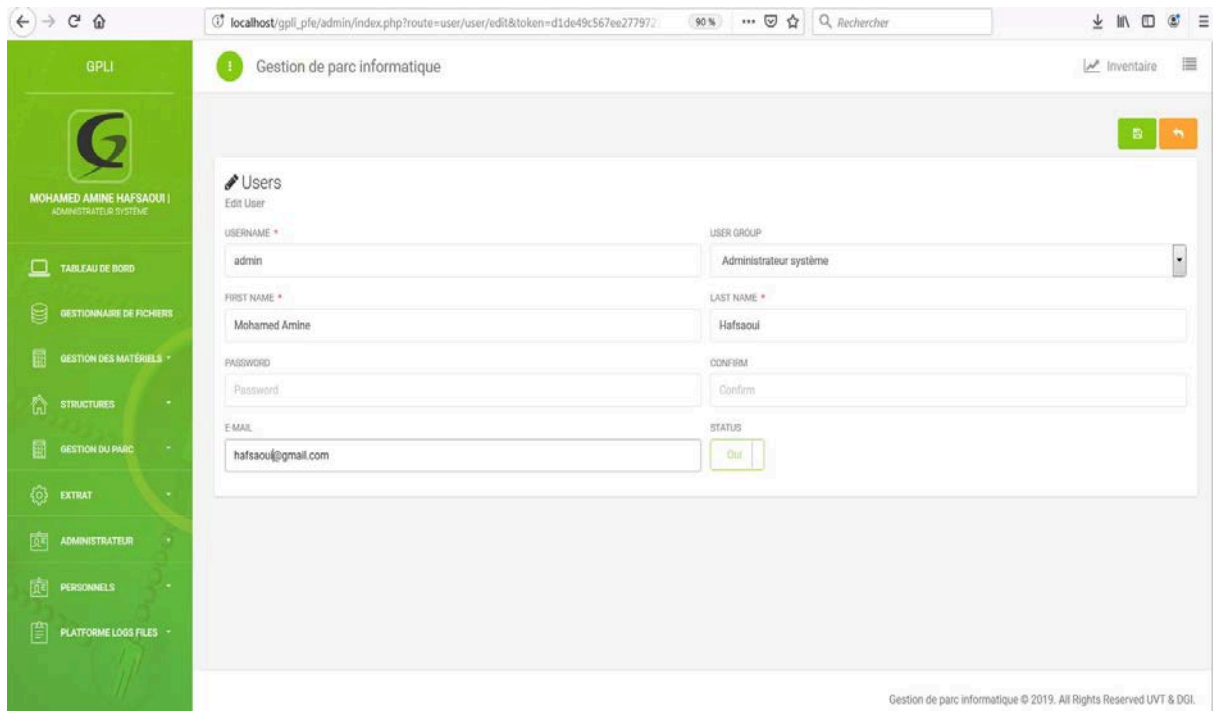 localhost/gpli_pfe/admin/index.php?route=user/user/edit&token=d1de49c567ee277972
90 %
Rechercher
GPLI
Gestion de parc informatique
Inventaire
MOHAMED AMINE HAFSAOUI |
ADMINISTRATEUR SYSTÈME
TABLEAU DE BORD
GESTIONNAIRE DE FICHIERS
GESTION DES MATÉRIELS
STRUCTURES
GESTION DU PARC
EXTRAT
ADMINISTRATEUR
PERSONNELS
PLATFORME LOGS FILES
Users
Edit User
USERNAME *
USER GROUP
admin
Administrateur système
FIRST NAME *
LAST NAME *
Mohamed Amine
Hafsaoui
PASSWORD
CONFIRM
Password
Confirm
E-MAIL
STATUS
hafsaoui@gmail.com
Oui
Gestion de parc informatique © 2019. All Rights Reserved UVT & DGI.